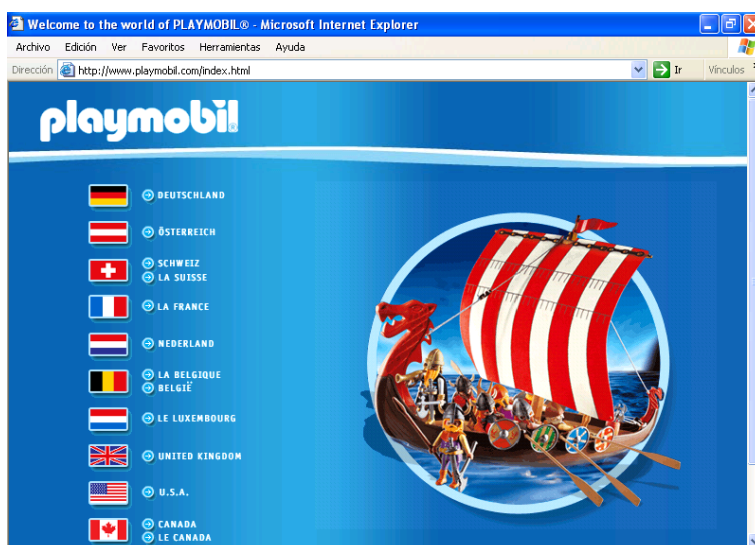 Welcome to the world of PLAYMOBIL® - Microsoft Internet Explorer
Archivo Edición Ver Favoritos Herramientas Ayuda
Dirección http://www.playmobil.com/index.html Ir Vínculos
playmobil®
DEUTSCHLAND
ÖSTERREICH
SCHWEIZ
LA SUISSE
LA FRANCE
NEDERLAND
LA BELGIQUE
BELGIË
LE LUXEMBOURG
UNITED KINGDOM
U.S.A.
CANADA
LE CANADA